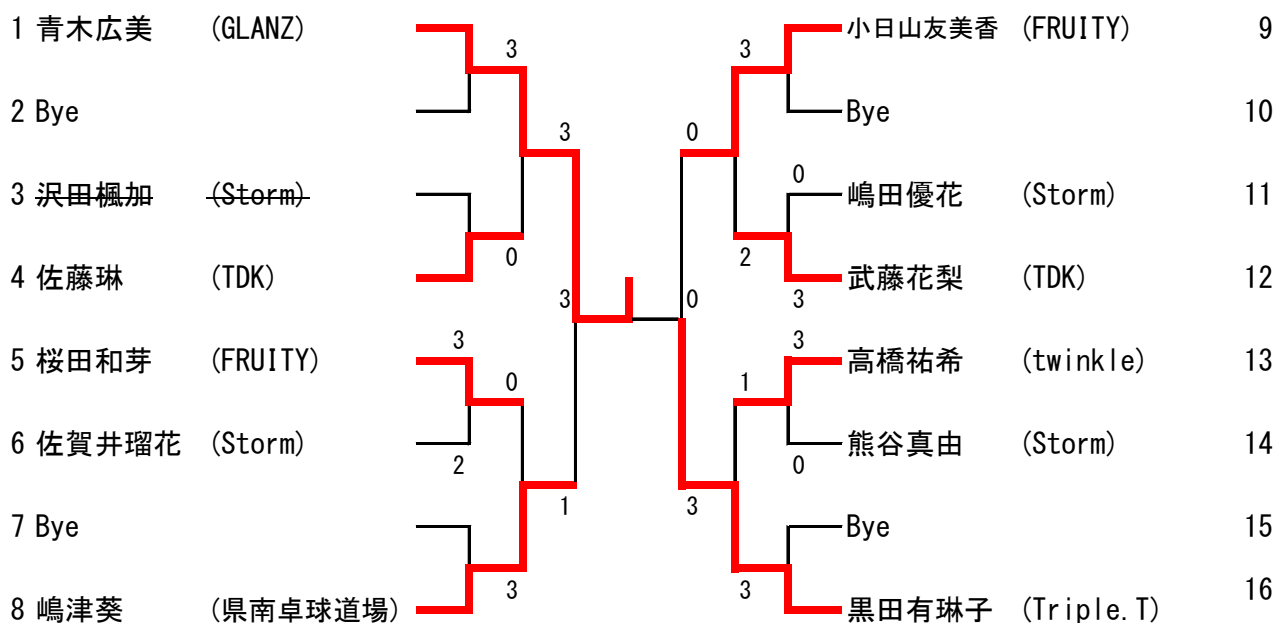 1 青木広美 (GLANZ)
2 Bye
3 沢田楓加 (Storm)
4 佐藤琳 (TDK)
5 桜田和芽 (FRUITY)
6 佐賀井瑠花 (Storm)
7 Bye
8 嶋津葵 (県南卓球道場)
3
3
0
3
3
0
2
1
3
3
0
0
2
3
0
3
1
0
3
3
小日山友美香 (FRUITY) 9
Bye 10
嶋田優花 (Storm) 11
武藤花梨 (TDK) 12
高橋祐希 (twinkle) 13
熊谷真由 (Storm) 14
Bye 15
黒田有琳子 (Triple.T) 16